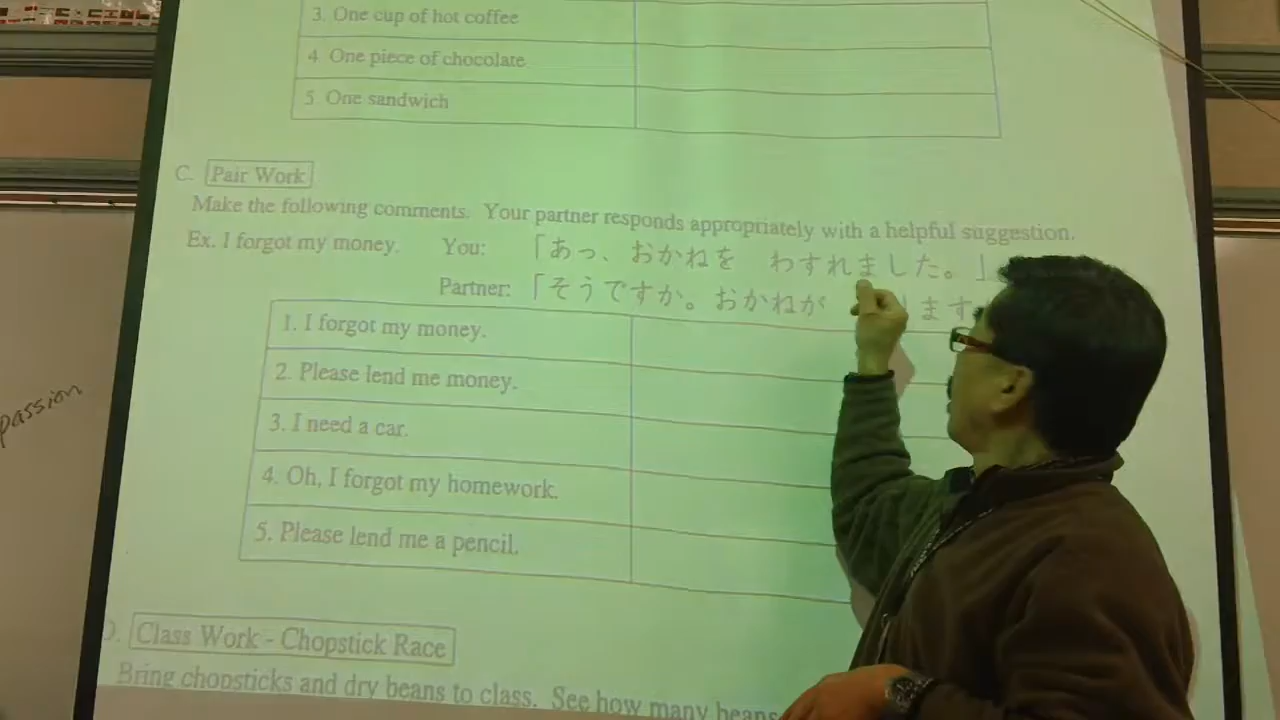 3. One cup of hot coffee
4. One piece of chocolate
5. One sandwich
C. Pair Work
Make the following comments. Your partner responds appropriately with a helpful suggestion.
Ex. I forgot my money. You: 「あっ、おかねを わすれました。」
Partner: 「そうですか。おかねが ます
1. I forgot my money.
2. Please lend me money.
3. I need a car.
4. Oh, I forgot my homework.
5. Please lend me a pencil.
passion
D. Class Work - Chopstick Race
Bring chopsticks and dry beans to class. See how many beans